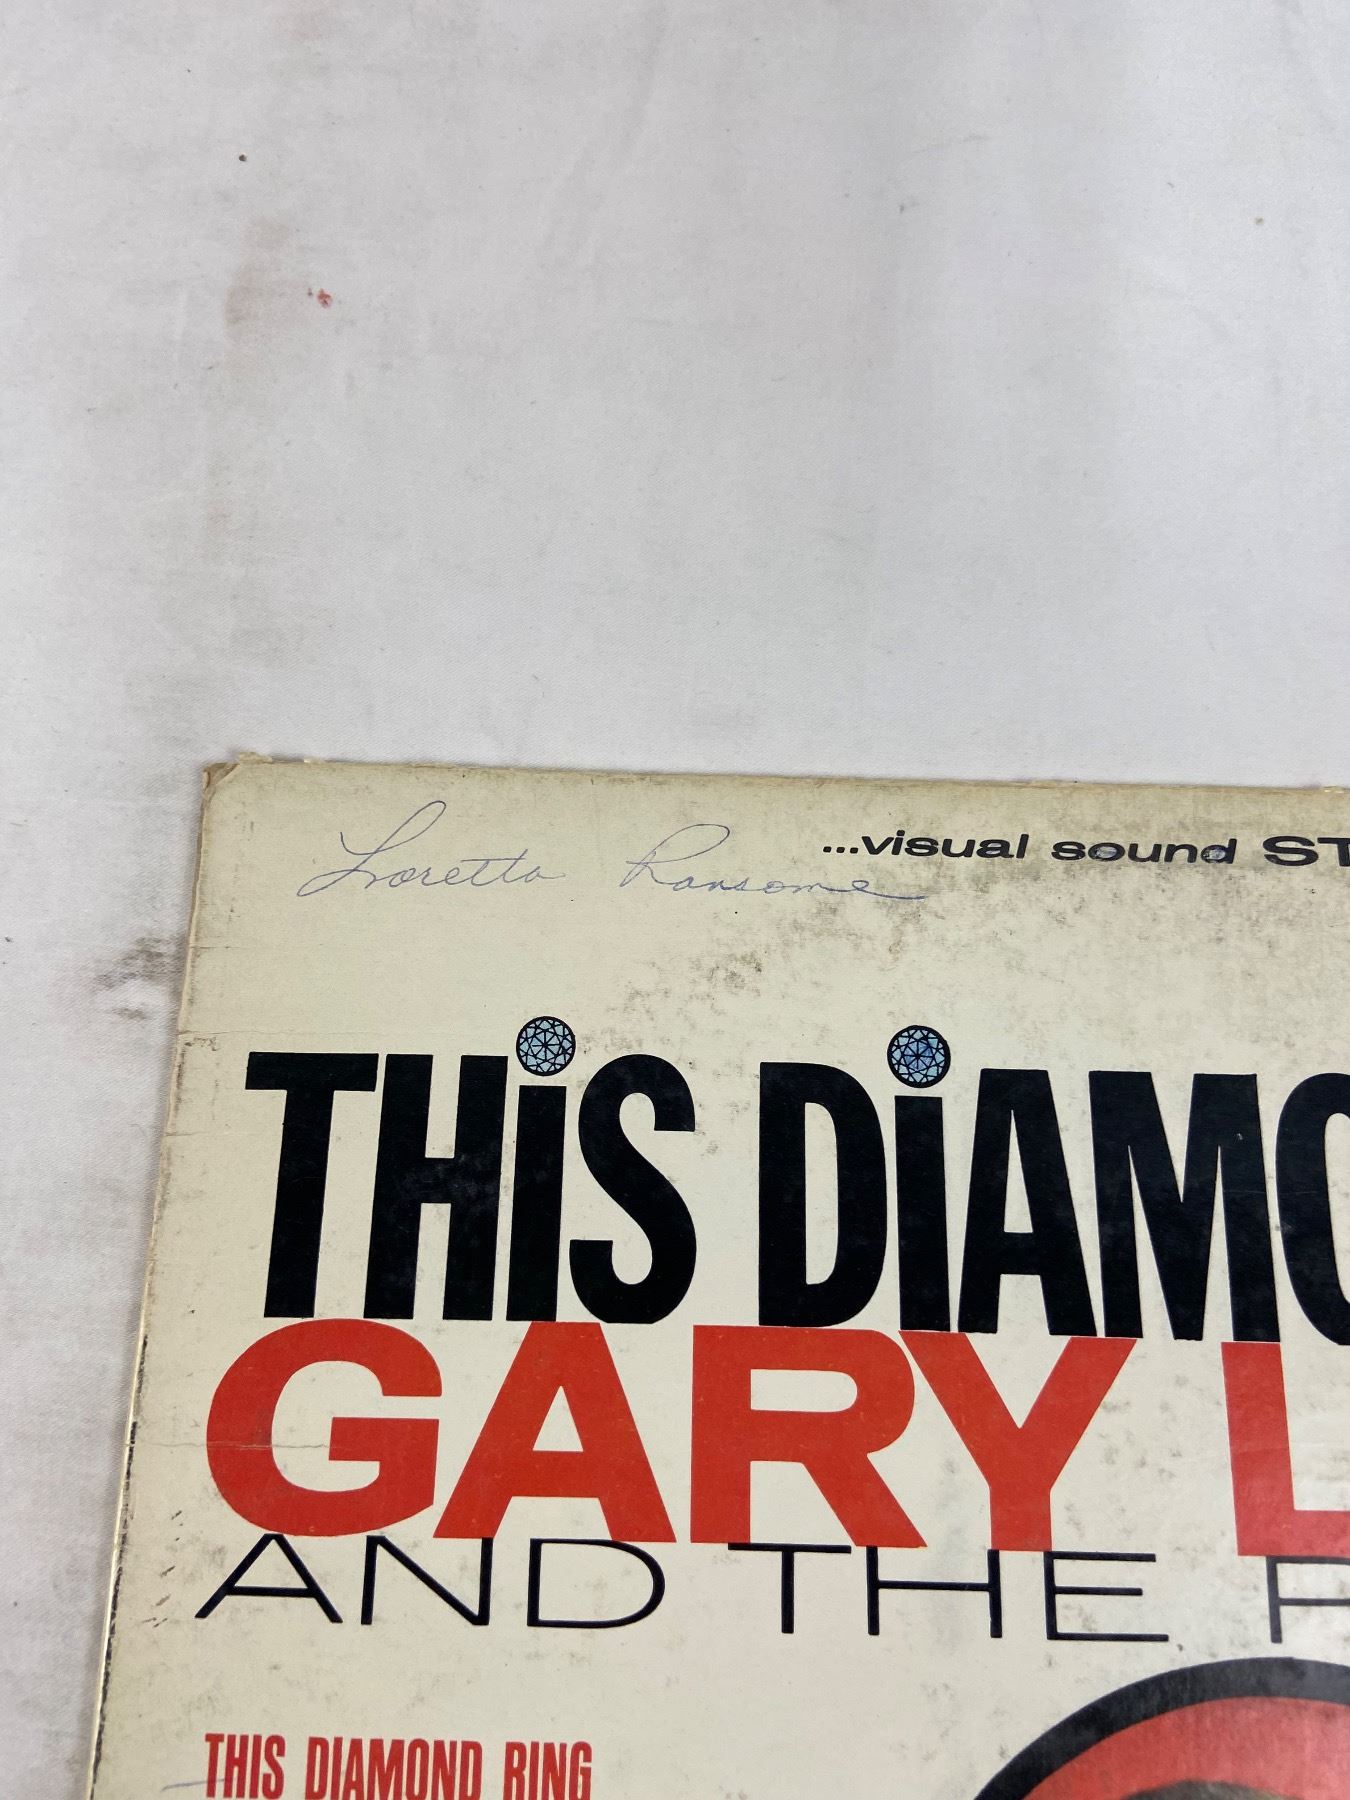 Loretta Ransome
...visual sound ST
THiS DiAMO
GARY L
AND THE P
THIS DIAMOND RING